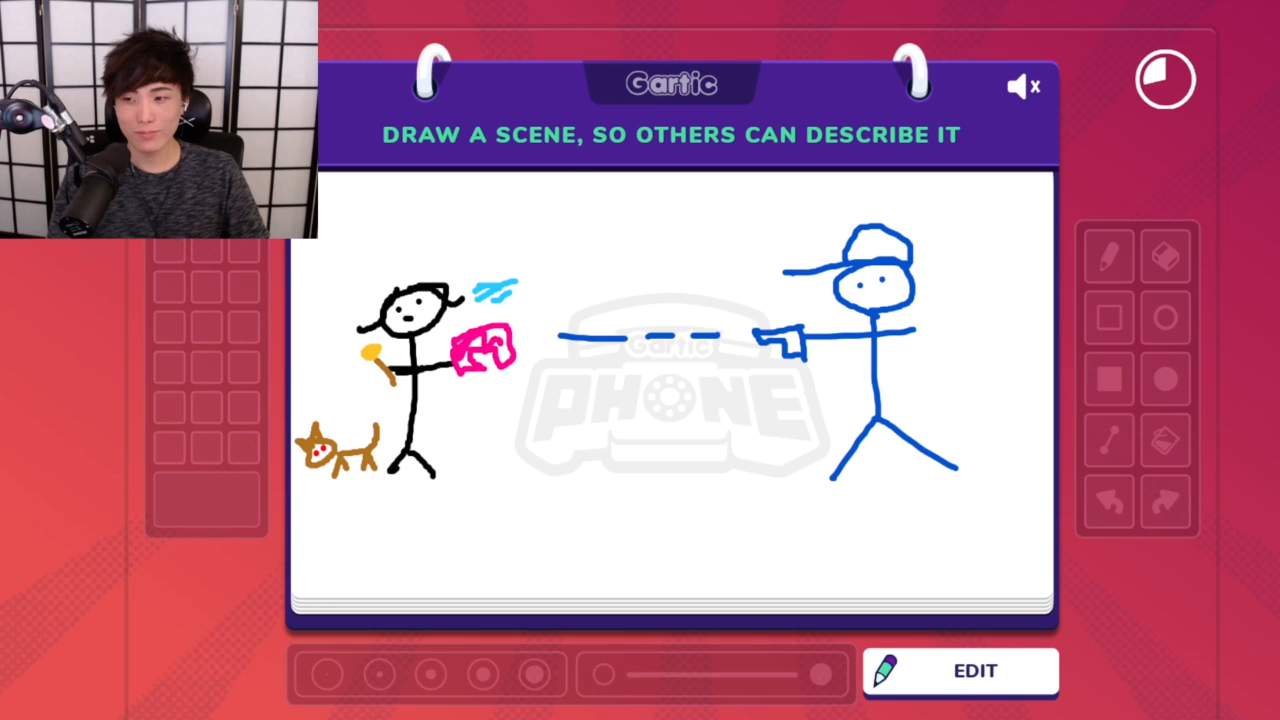 Gartic
DRAW A SCENE, SO OTHERS CAN DESCRIBE IT
Gartic
PHONE
EDIT